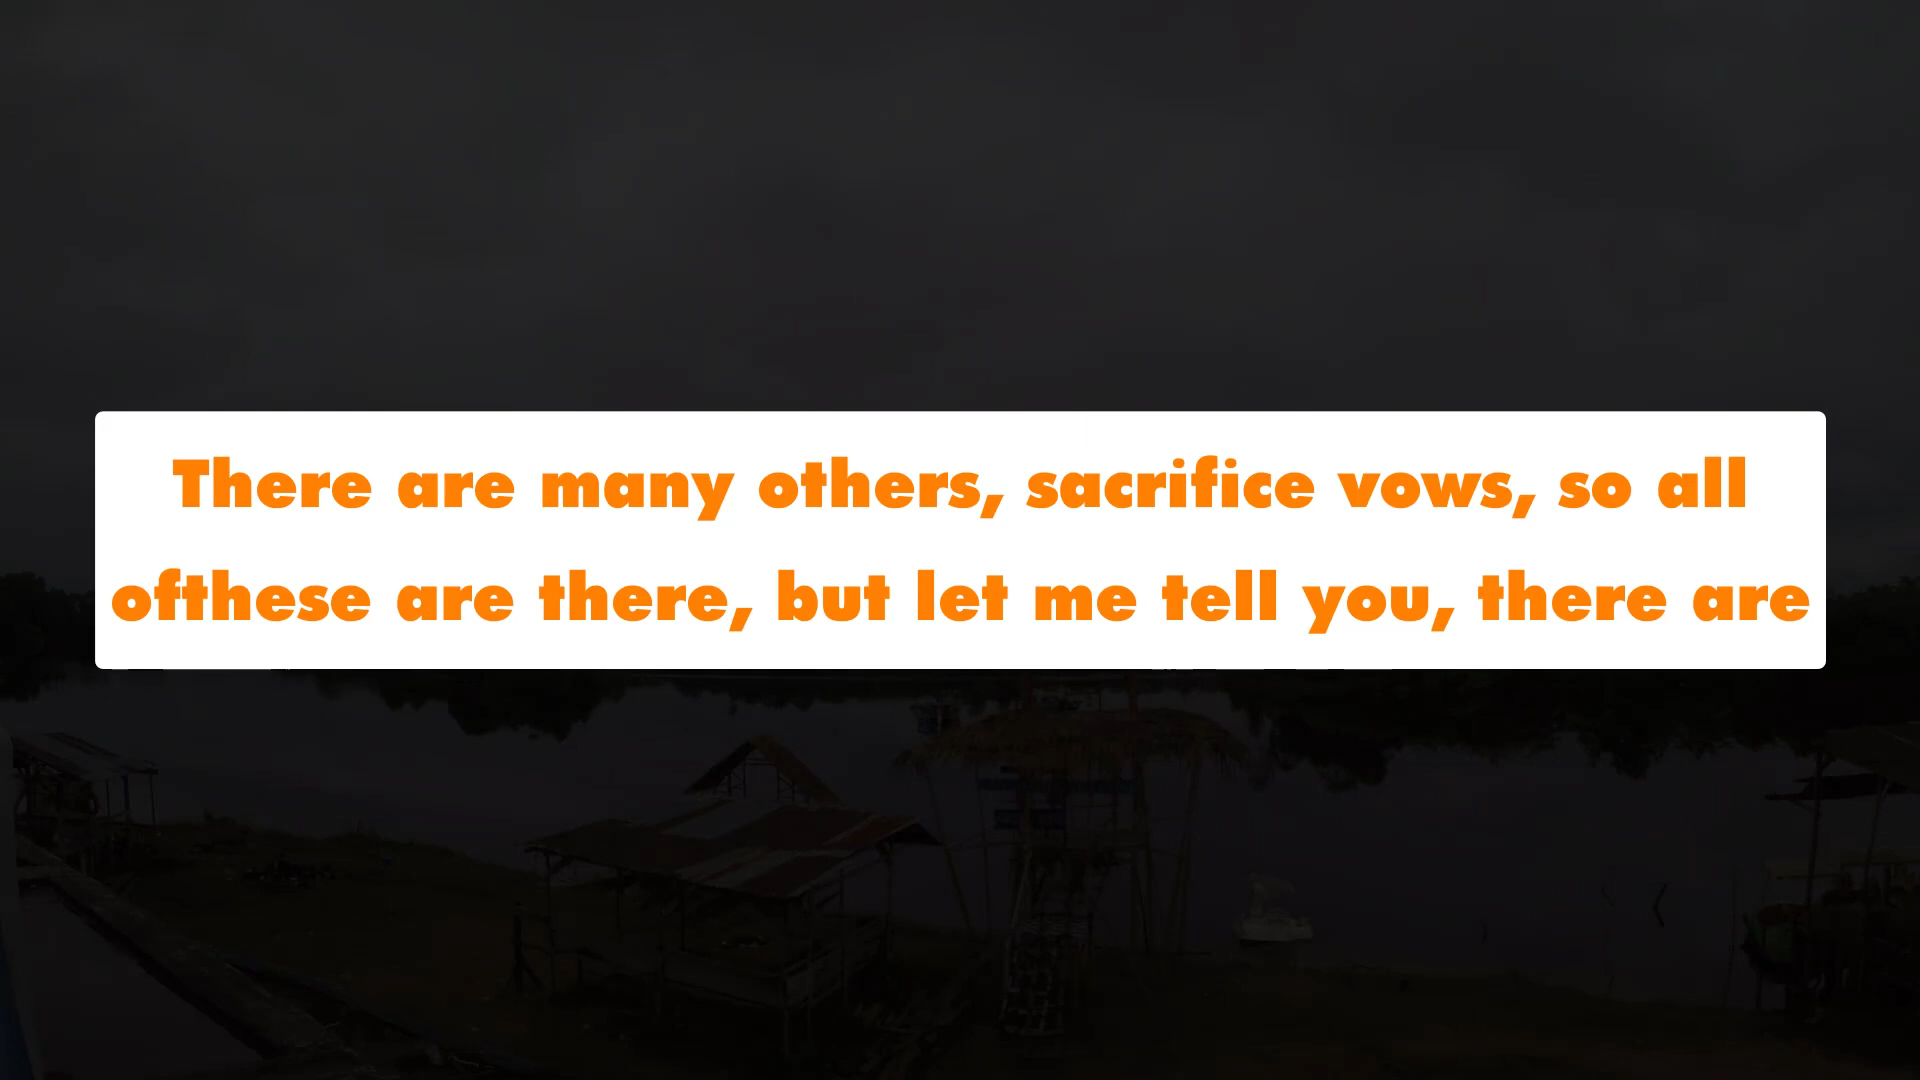 There are many others, sacrifice vows, so all
ofthese are there, but let me tell you, there are